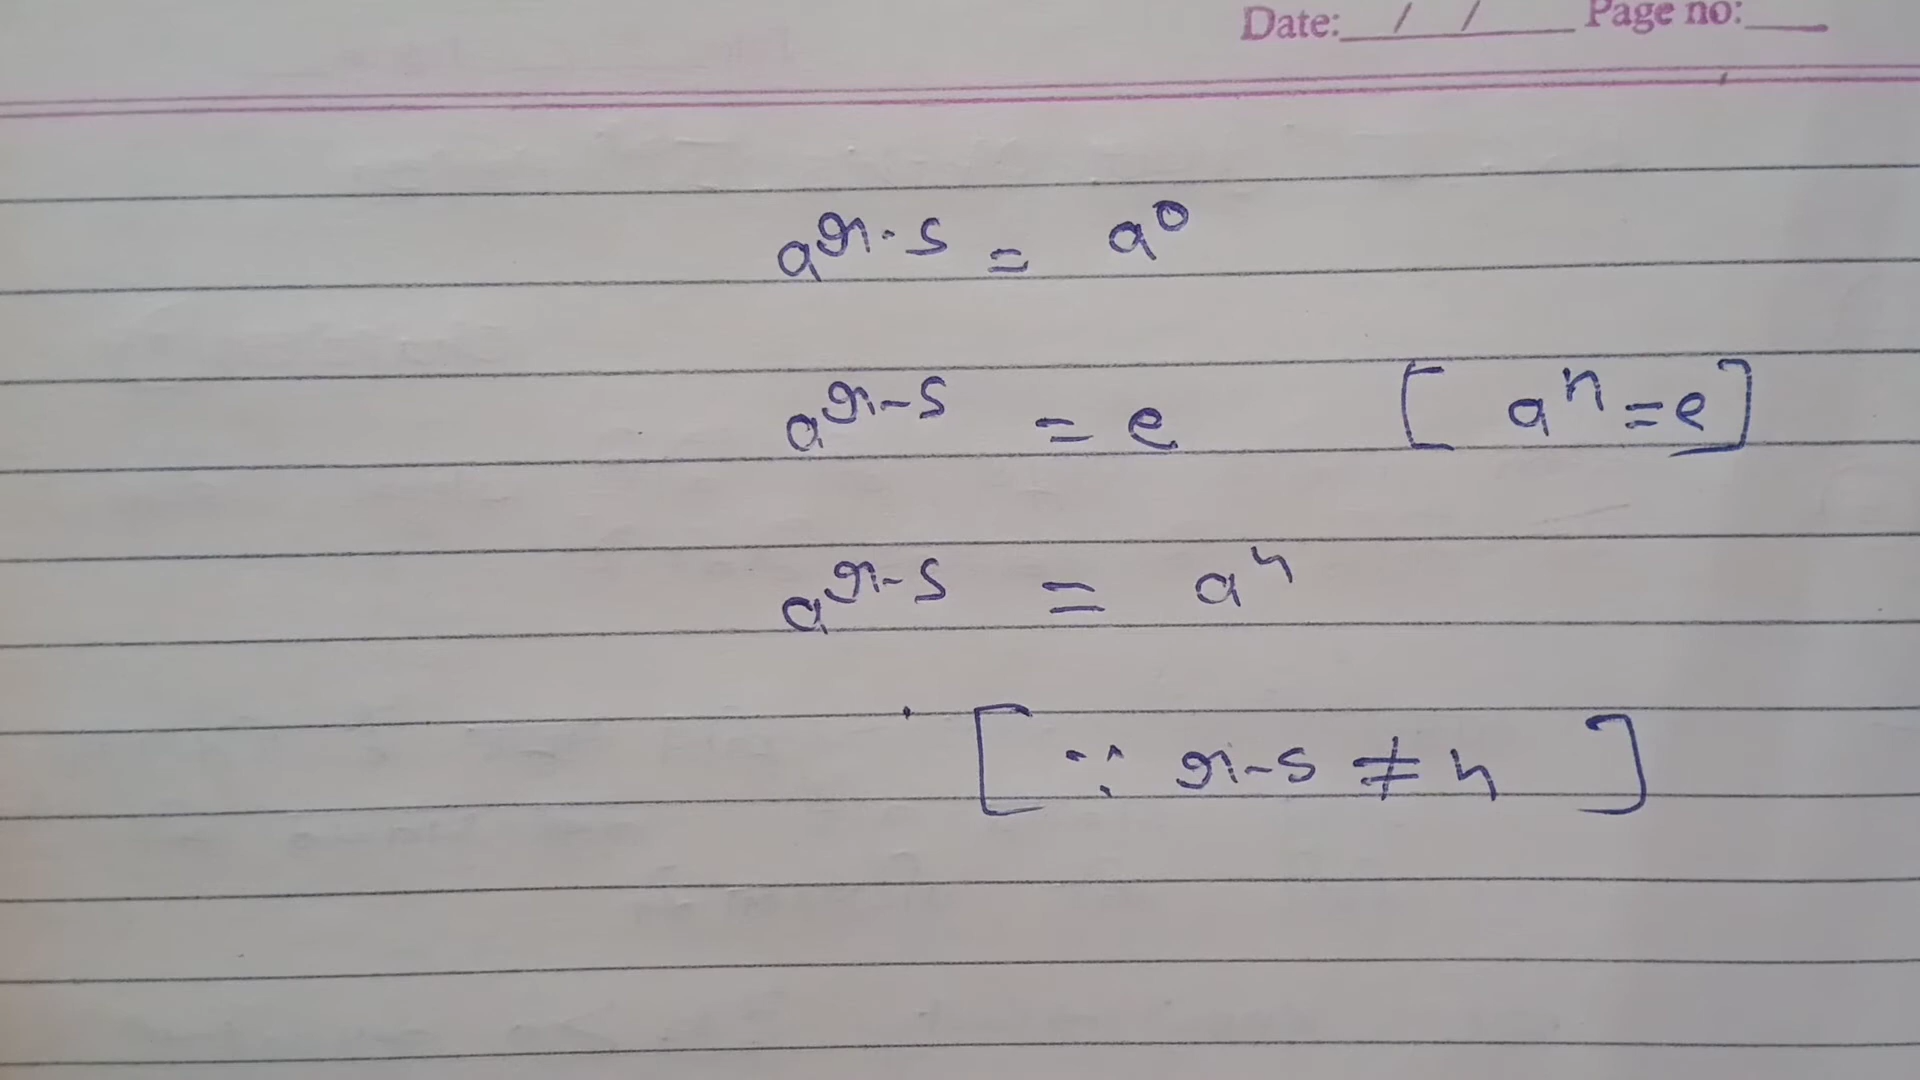 Date: / / Page no:
a^{r-s} = a^0
a^{r-s} = e [ a^n = e ]
a^{r-s} = a^n
[ ∵ r-s ≠ n ]